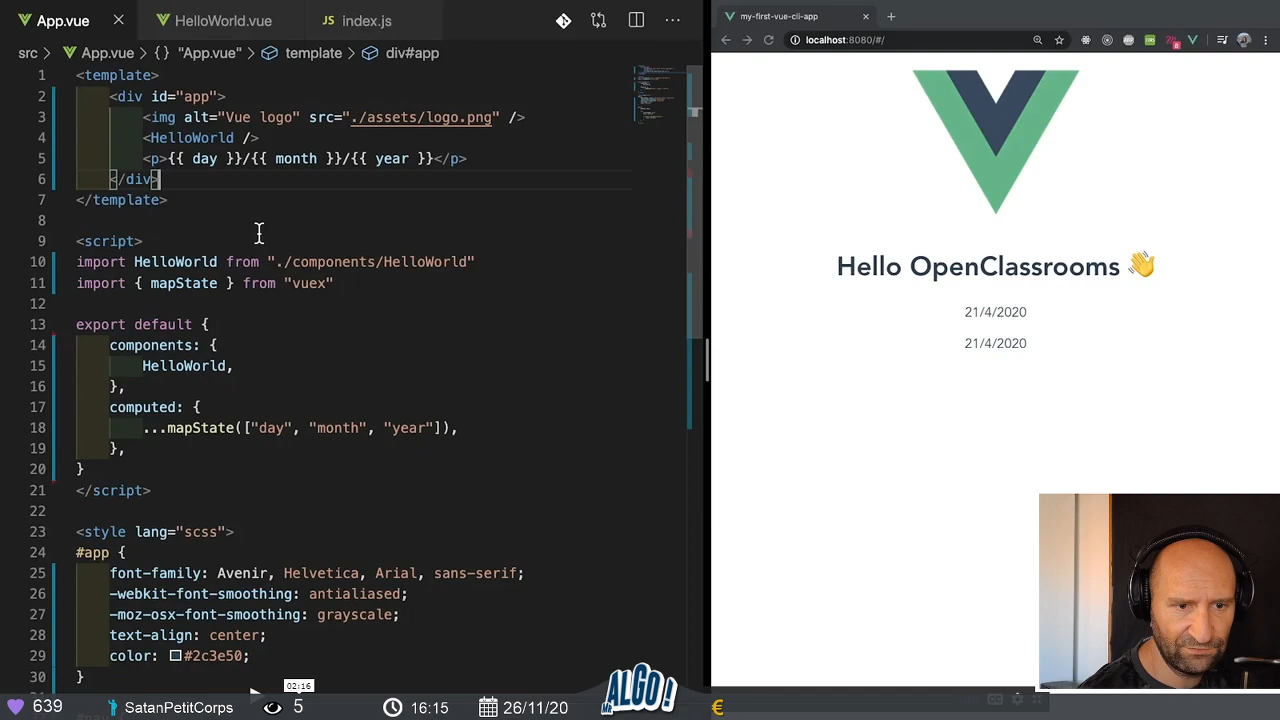 App.vue
HelloWorld.vue
JS index.js
src > App.vue > {} "App.vue" > template > div#app
1 <template>
2 <div id="app">
3 <img alt="Vue logo" src="./assets/logo.png" />
4 <HelloWorld />
5 <p>{{ day }}/{{ month }}/{{ year }}</p>
6 </div>
7 </template>
8
9 <script>
10 import HelloWorld from "./components/HelloWorld"
11 import { mapState } from "vuex"
12
13 export default {
14 components: {
15 HelloWorld,
16 },
17 computed: {
18 ...mapState(["day", "month", "year"]),
19 },
20 }
21 </script>
22
23 <style lang="scss">
24 #app {
25 font-family: Avenir, Helvetica, Arial, sans-serif;
26 -webkit-font-smoothing: antialiased;
27 -moz-osx-font-smoothing: grayscale;
28 text-align: center;
29 color: #2c3e50;
30 }
my-first-vue-cli-app
localhost:8080/#/
Hello OpenClassrooms 👋
21/4/2020
21/4/2020
02:16
639
atanPetitCorps
16:15
26/11/20
ALGO !
€